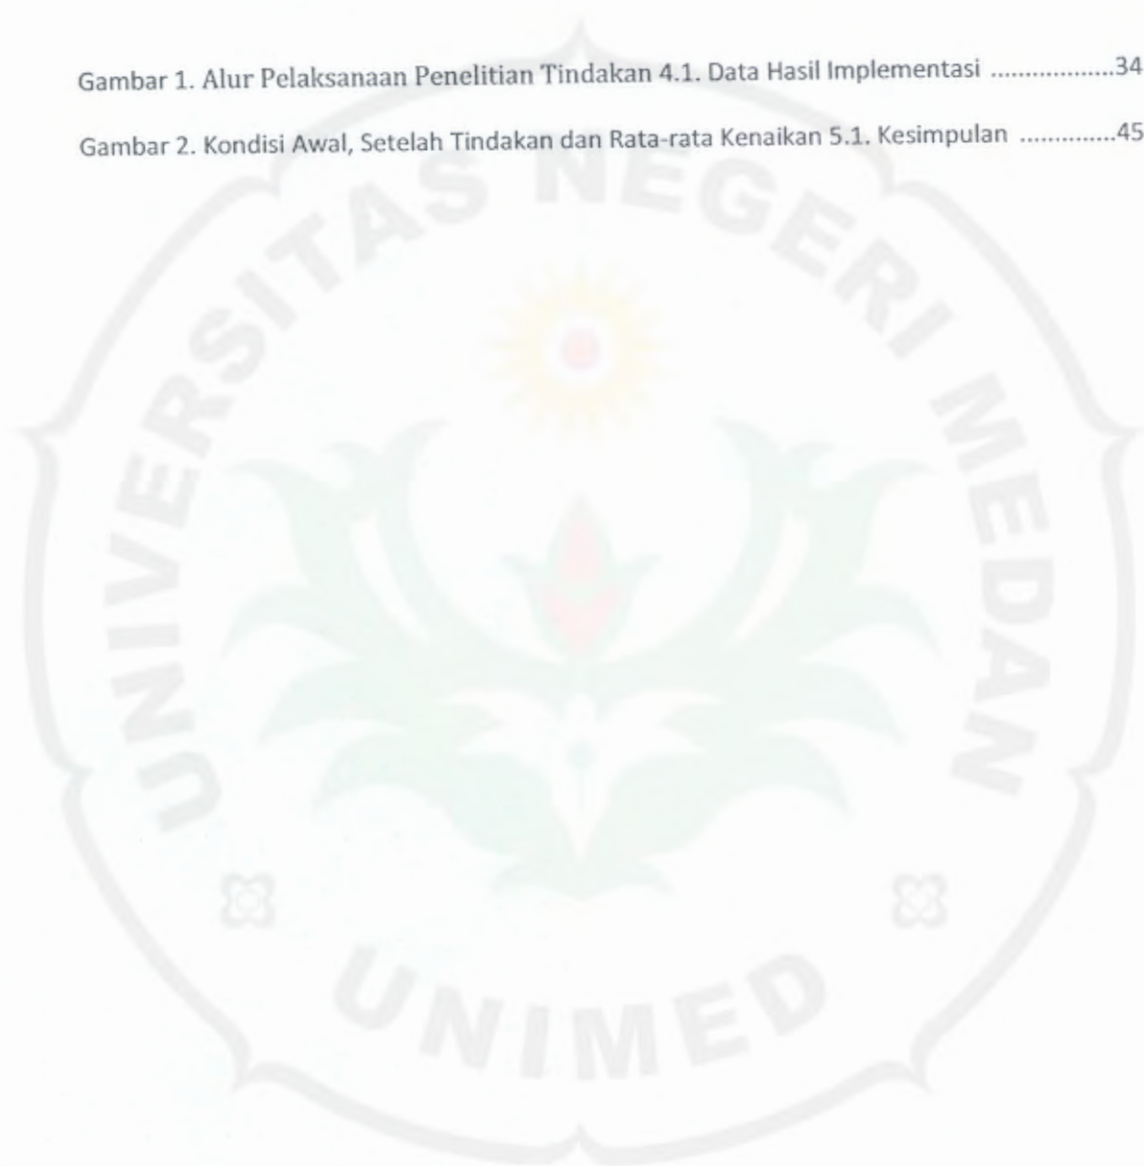 Gambar 1. Alur Pelaksanaan Penelitian Tindakan 4.1. Data Hasil Implementasi ..................34
Gambar 2. Kondisi Awal, Setelah Tindakan dan Rata-rata Kenaikan 5.1. Kesimpulan ..............45
UNIVERSITAS NEGERI MEDAN
UNIMED